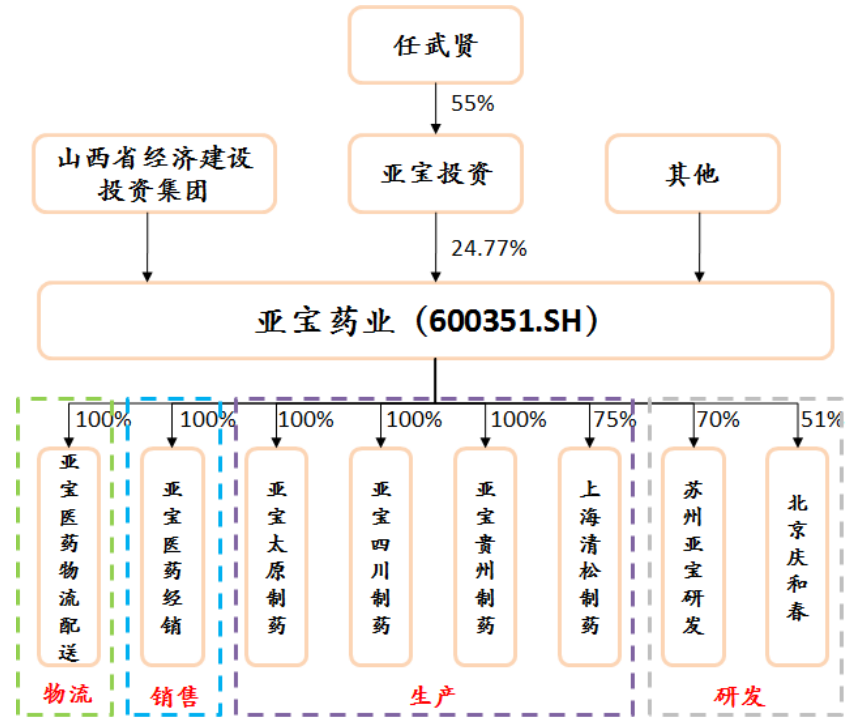 任武贤
55%
山西省经济建设
投资集团
亚宝投资
其他
24.77%
亚宝药业（600351.SH）
100%
100%
100%
100%
100%
75%
70%
51%
亚宝医药物流配送
亚宝医药经销
亚宝太原制药
亚宝四川制药
亚宝贵州制药
上海清松制药
苏州亚宝研发
北京庆和春
物流
销售
生产
研发